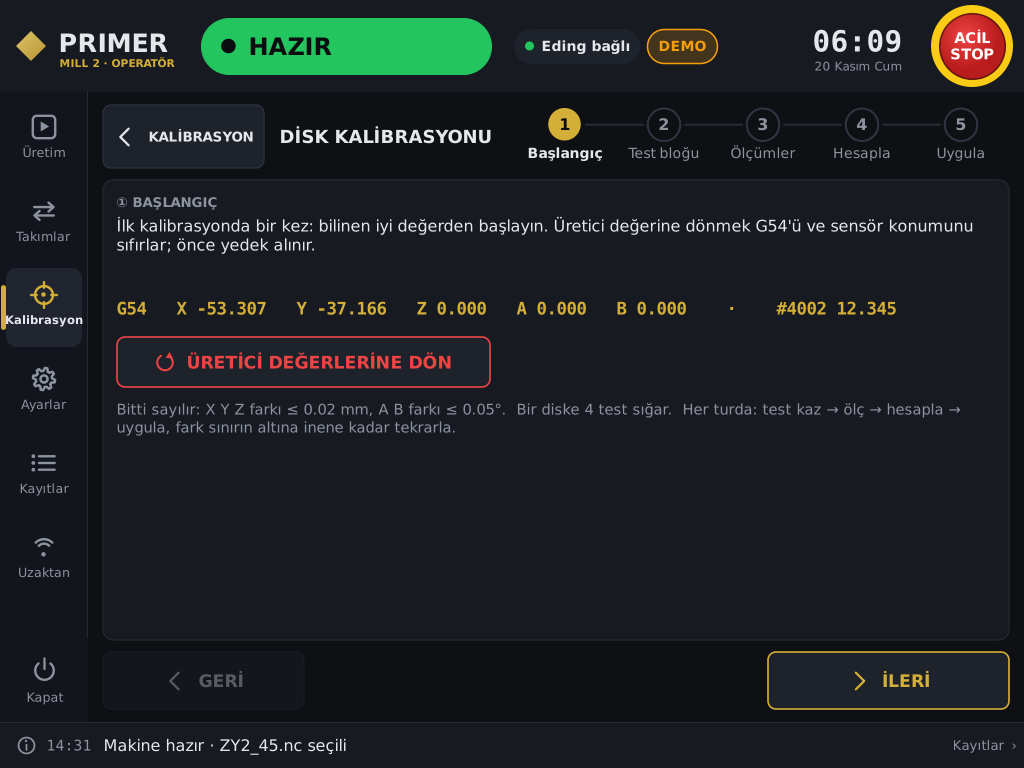 PRIMER
MILL 2 · OPERATÖR
HAZIR
Eding bağlı
DEMO
06:09
20 Kasım Cum
ACİL
STOP
Üretim
Takımlar
Kalibrasyon
Ayarlar
Kayıtlar
Uzaktan
Kapat
KALİBRASYON
DİSK KALİBRASYONU
1
Başlangıç
2
Test bloğu
3
Ölçümler
4
Hesapla
5
Uygula
① BAŞLANGIÇ
İlk kalibrasyonda bir kez: bilinen iyi değerden başlayın. Üretici değerine dönmek G54'ü ve sensör konumunu
sıfırlar; önce yedek alınır.
G54 X -53.307 Y -37.166 Z 0.000 A 0.000 B 0.000 · #4002 12.345
ÜRETİCİ DEĞERLERİNE DÖN
Bitti sayılır: X Y Z farkı ≤ 0.02 mm, A B farkı ≤ 0.05°. Bir diske 4 test sığar. Her turda: test kaz → ölç → hesapla →
uygula, fark sınırın altına inene kadar tekrarla.
GERİ
İLERİ
14:31 Makine hazır · ZY2_45.nc seçili
Kayıtlar ›